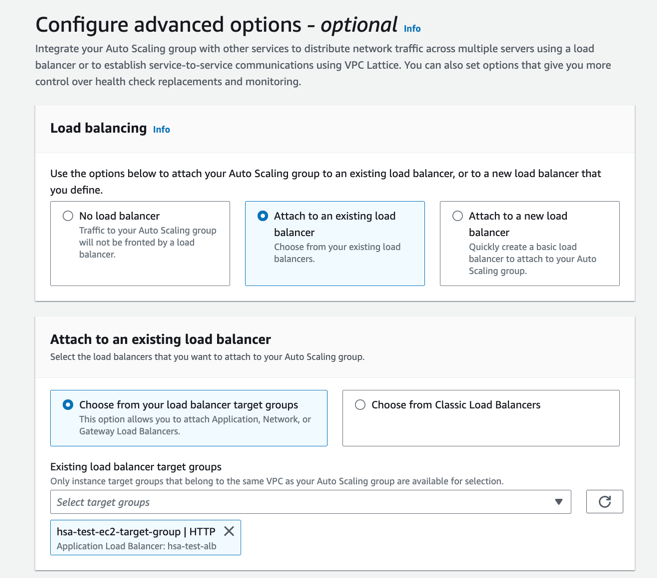 Configure advanced options - optional Info
Integrate your Auto Scaling group with other services to distribute network traffic across multiple servers using a load
balancer or to establish service-to-service communications using VPC Lattice. You can also set options that give you more
control over health check replacements and monitoring.
Load balancing Info
Use the options below to attach your Auto Scaling group to an existing load balancer, or to a new load balancer that
you define.
No load balancer
Traffic to your Auto Scaling group
will not be fronted by a load
balancer.
Attach to an existing load
balancer
Choose from your existing load
balancers.
Attach to a new load
balancer
Quickly create a basic load
balancer to attach to your Auto
Scaling group.
Attach to an existing load balancer
Select the load balancers that you want to attach to your Auto Scaling group.
Choose from your load balancer target groups
This option allows you to attach Application, Network, or
Gateway Load Balancers.
Choose from Classic Load Balancers
Existing load balancer target groups
Only instance target groups that belong to the same VPC as your Auto Scaling group are available for selection.
Select target groups
hsa-test-ec2-target-group | HTTP
Application Load Balancer: hsa-test-alb